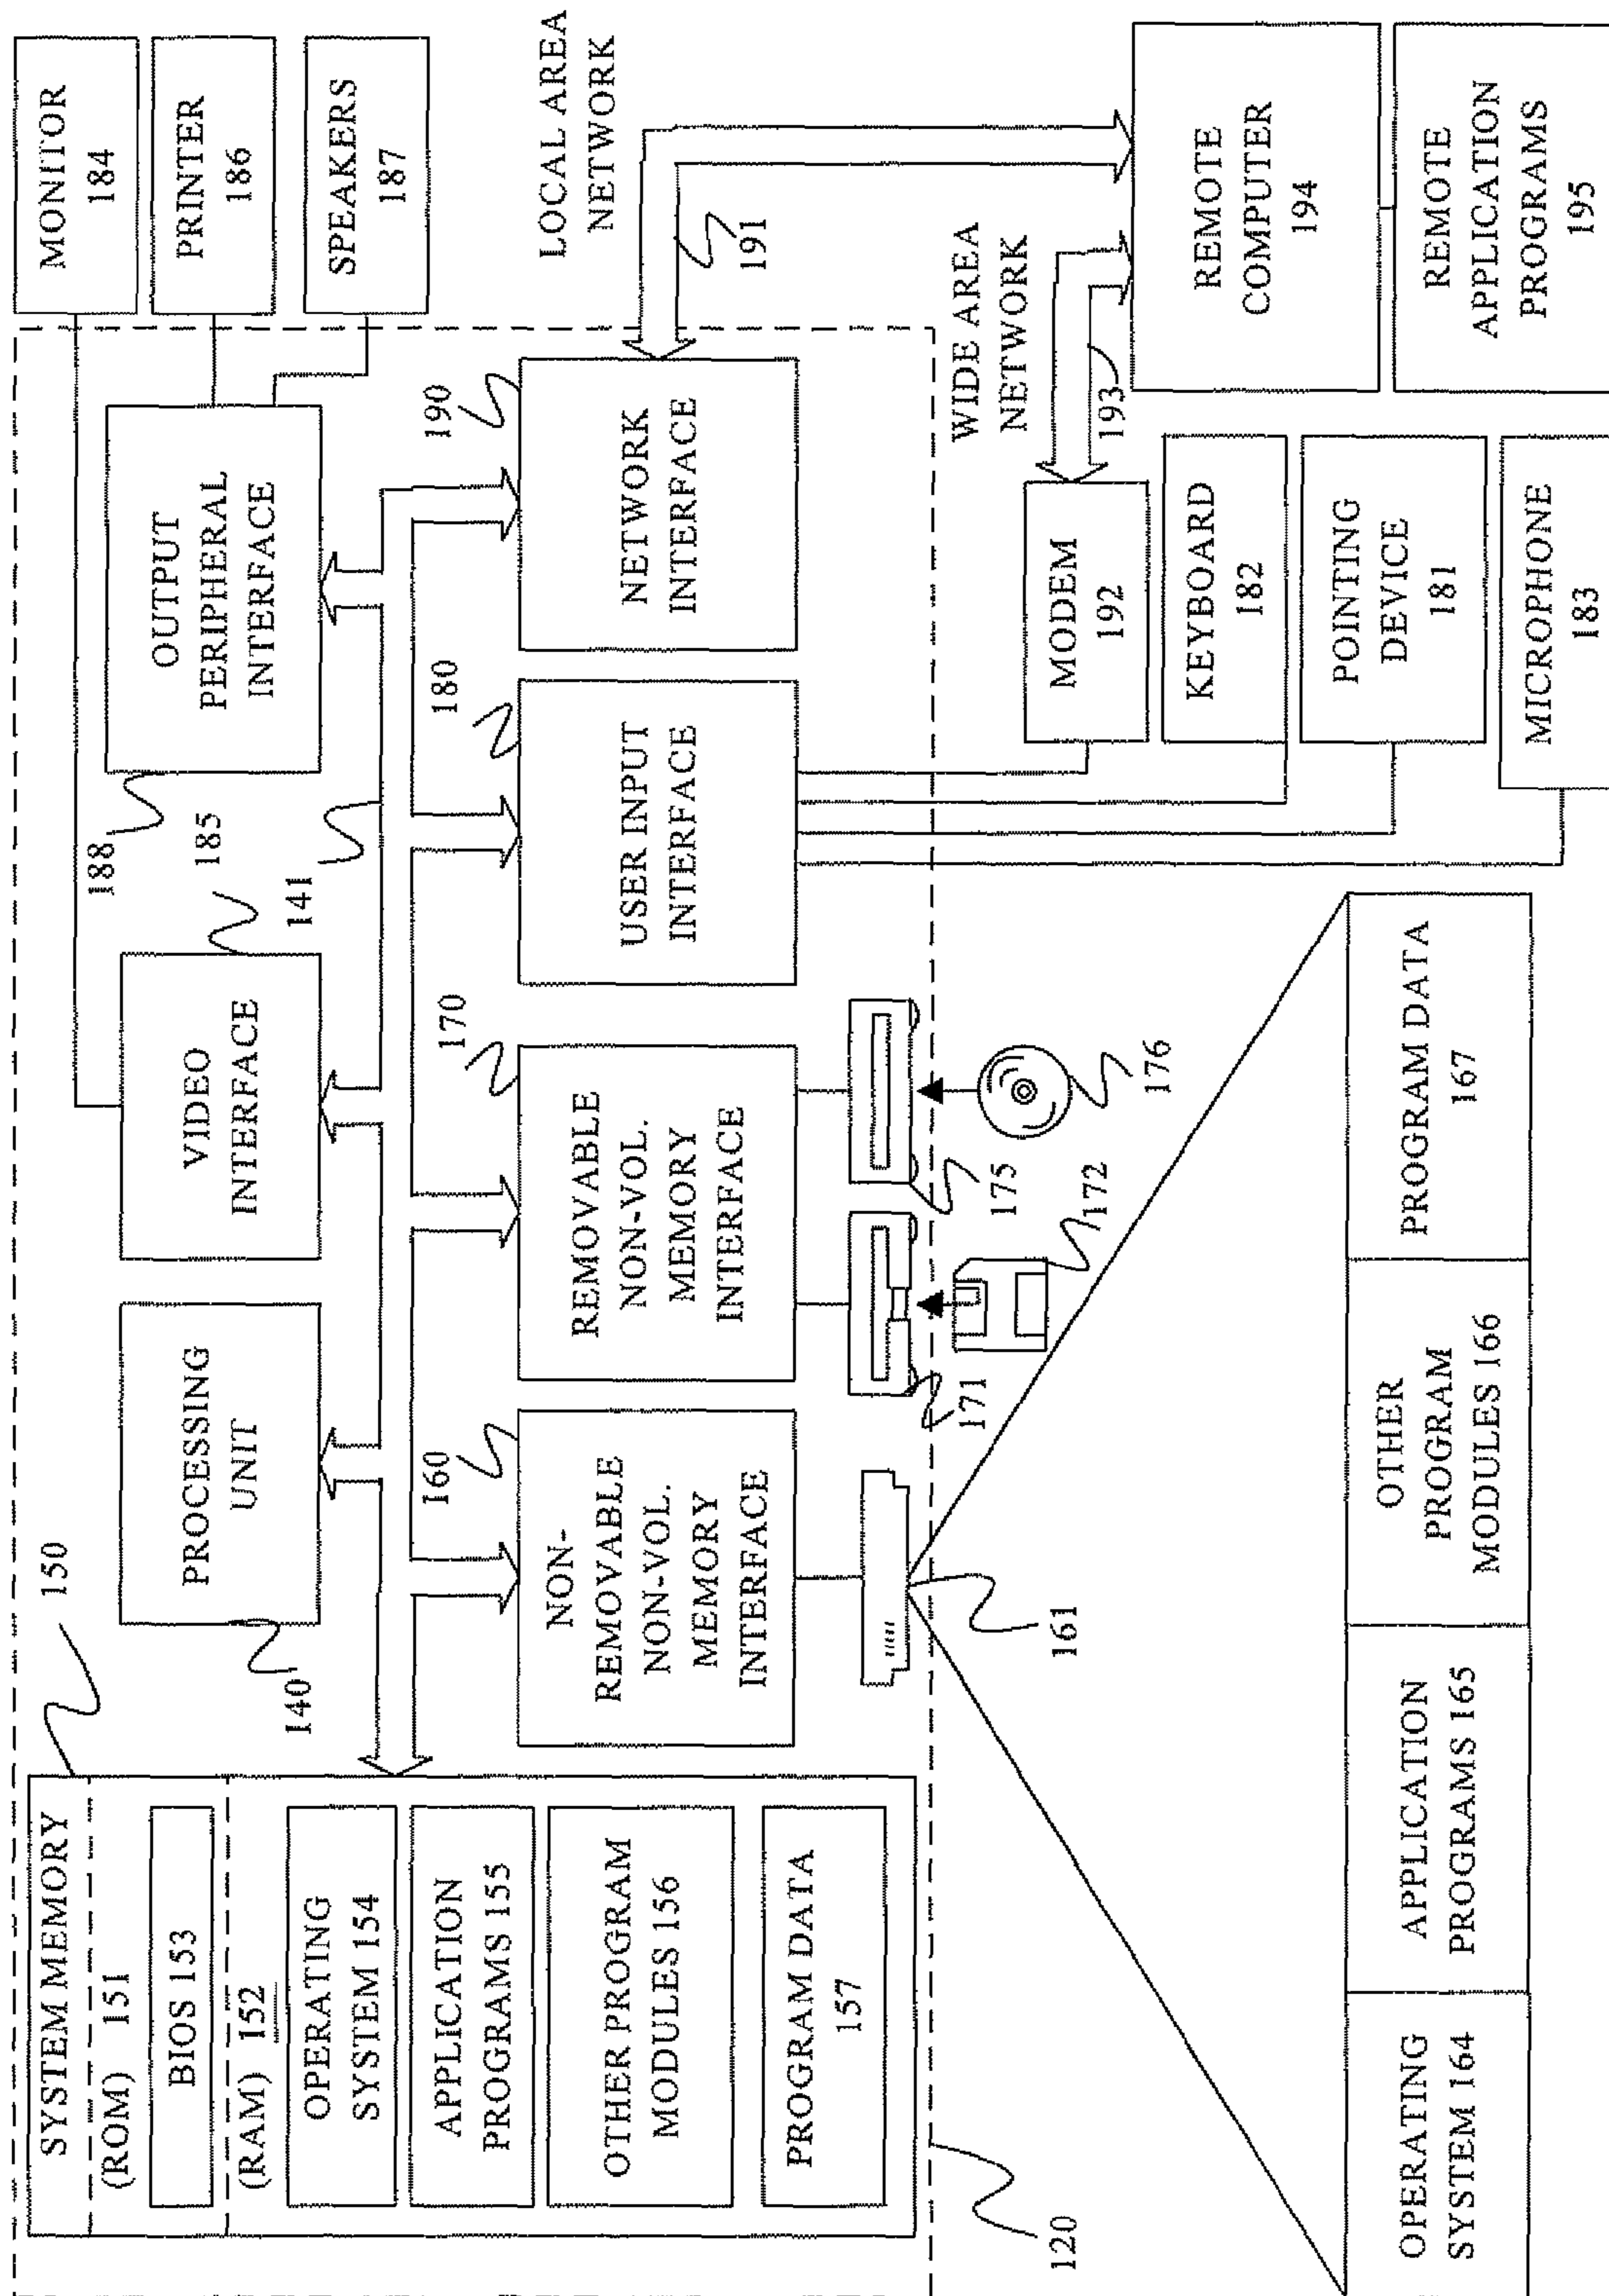 SYSTEM MEMORY
(ROM) 151
BIOS 153
(RAM) 152
OPERATING
SYSTEM 154
APPLICATION
PROGRAMS 155
OTHER PROGRAM
MODULES 156
PROGRAM DATA
157
120
150
140
PROCESSING
UNIT
VIDEO
INTERFACE
188
185
141
OUTPUT
PERIPHERAL
INTERFACE
MONITOR
184
PRINTER
186
SPEAKERS
187
160
NON-
REMOVABLE
NON-VOL.
MEMORY
INTERFACE
170
REMOVABLE
NON-VOL.
MEMORY
INTERFACE
180
USER INPUT
INTERFACE
190
NETWORK
INTERFACE
LOCAL AREA
NETWORK
191
161
171
172
175
176
WIDE AREA
NETWORK
193
MODEM
192
KEYBOARD
182
POINTING
DEVICE
181
MICROPHONE
183
REMOTE
COMPUTER
194
REMOTE
APPLICATION
PROGRAMS
195
OPERATING
SYSTEM 164
APPLICATION
PROGRAMS 165
OTHER
PROGRAM
MODULES 166
PROGRAM DATA
167